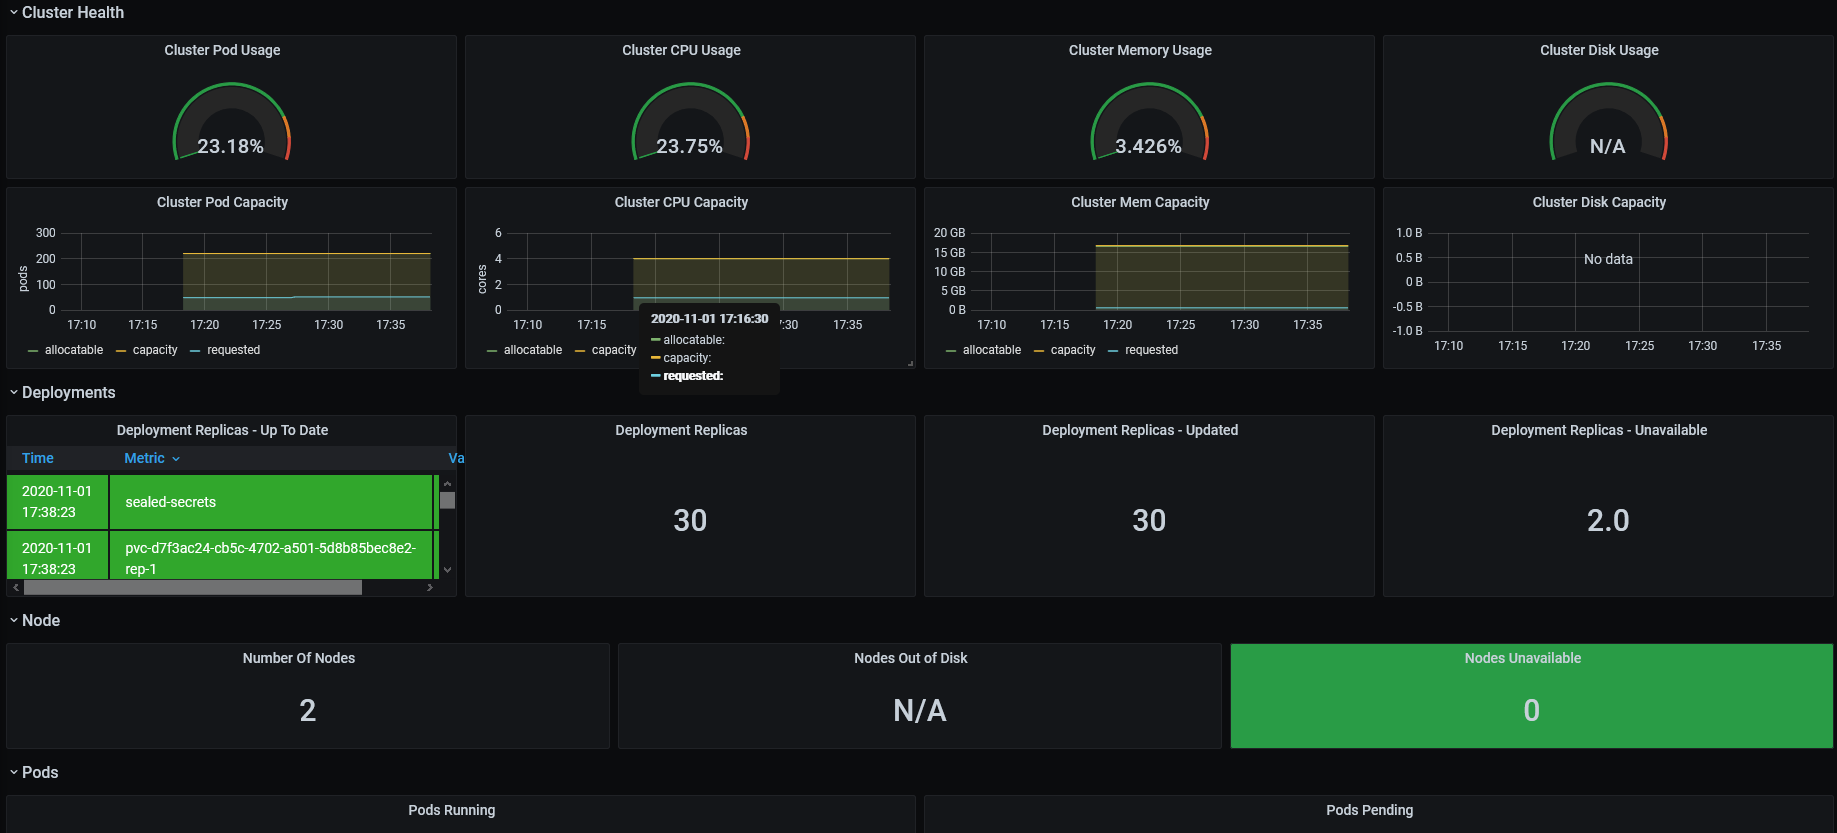 Cluster Health
Cluster Pod Usage
23.18%
Cluster CPU Usage
23.75%
Cluster Memory Usage
3.426%
Cluster Disk Usage
N/A
Cluster Pod Capacity
pods
300
200
100
0
17:10 17:15 17:20 17:25 17:30 17:35
allocatable capacity requested
Cluster CPU Capacity
cores
6
4
2
0
17:10 17:15 :30 17:35
allocatable capacity
2020-11-01 17:16:30
allocatable:
capacity:
requested:
Cluster Mem Capacity
20 GB
15 GB
10 GB
5 GB
0 B
17:10 17:15 17:20 17:25 17:30 17:35
allocatable capacity requested
Cluster Disk Capacity
1.0 B
0.5 B
0 B
-0.5 B
-1.0 B
No data
17:10 17:15 17:20 17:25 17:30 17:35
Deployments
Deployment Replicas - Up To Date
Time Metric Va
2020-11-01
17:38:23
sealed-secrets
2020-11-01
17:38:23
pvc-d7f3ac24-cb5c-4702-a501-5d8b85bec8e2-
rep-1
Deployment Replicas
30
Deployment Replicas - Updated
30
Deployment Replicas - Unavailable
2.0
Node
Number Of Nodes
2
Nodes Out of Disk
N/A
Nodes Unavailable
0
Pods
Pods Running
Pods Pending